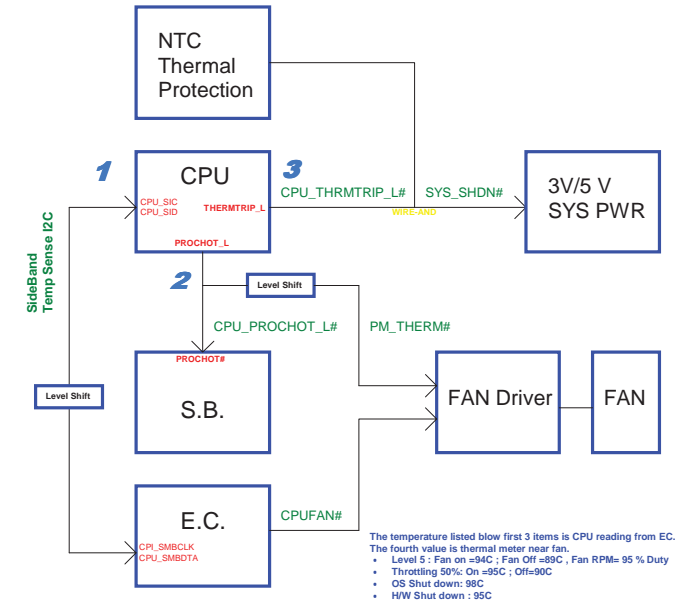 NTC
Thermal
Protection
1
CPU
CPU_SIC
CPU_SID
THERMTRIP_L
PROCHOT_L
3
CPU_THRMTRIP_L#
SYS_SHDN#
WIRE-AND
3V/5 V
SYS PWR
SideBand
Temp Sense I2C
2
Level Shift
CPU_PROCHOT_L#
PM_THERM#
PROCHOT#
S.B.
Level Shift
FAN Driver
FAN
E.C.
CPI_SMBCLK
CPU_SMBDTA
CPUFAN#
The temperature listed blow first 3 items is CPU reading from EC.
The fourth value is thermal meter near fan.
• Level 5 : Fan on =94C ; Fan Off =89C , Fan RPM= 95 % Duty
• Throttling 50%: On =95C ; Off=90C
• OS Shut down: 98C
• H/W Shut down : 95C